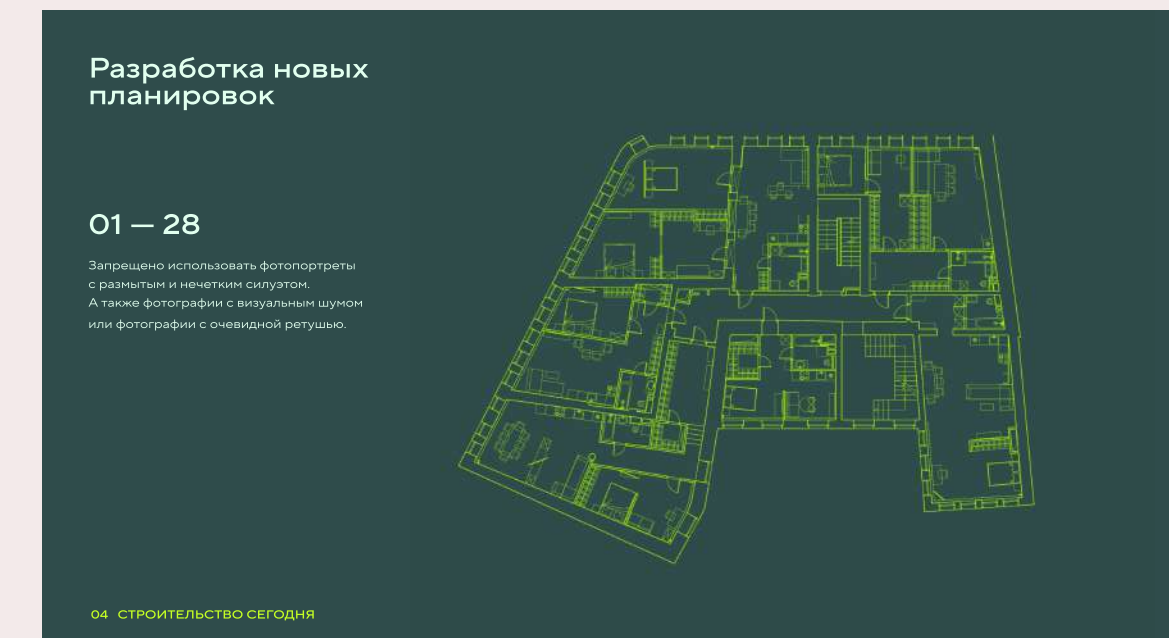 Разработка новых
планировок
01 — 28
Запрещено использовать фотопортреты
с размытым и нечетким силуэтом.
А также фотографии с визуальным шумом
или фотографии с очевидной ретушью.
04 СТРОИТЕЛЬСТВО СЕГОДНЯ